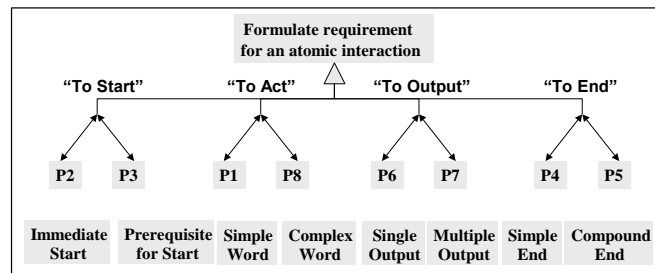 Formulate requirement
for an atomic interaction
“To Start” “To Act” “To Output” “To End”
P2 P3 P1 P8 P6 P7 P4 P5
Immediate Start
Prerequisite for Start
Simple Word
Complex Word
Single Output
Multiple Output
Simple End
Compound End